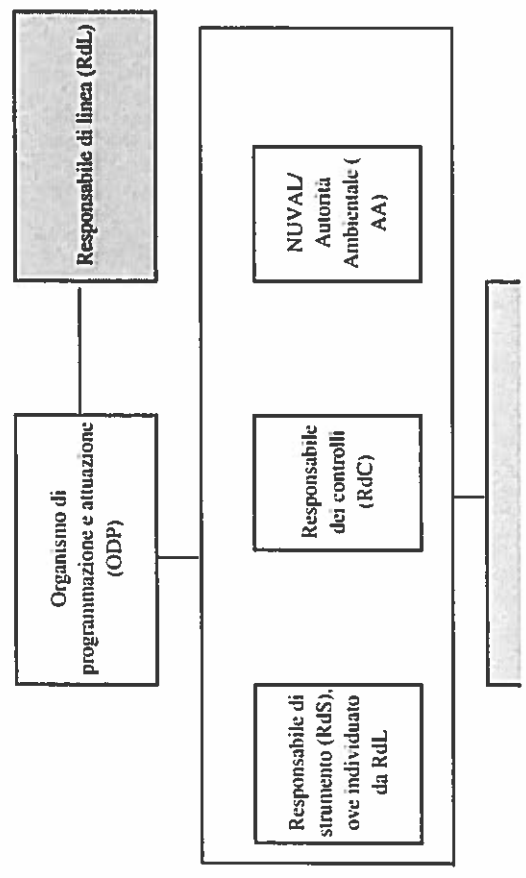 Responsabile di linea (RdL)
Organismo di
programmazione e attuazione
(ODP)
Responsabile di
strumento (RdS),
ove individuato
da RdL
Responsabile
dei controlli
(RdC)
NUVAL/
Autorità
Ambientale (
AA)